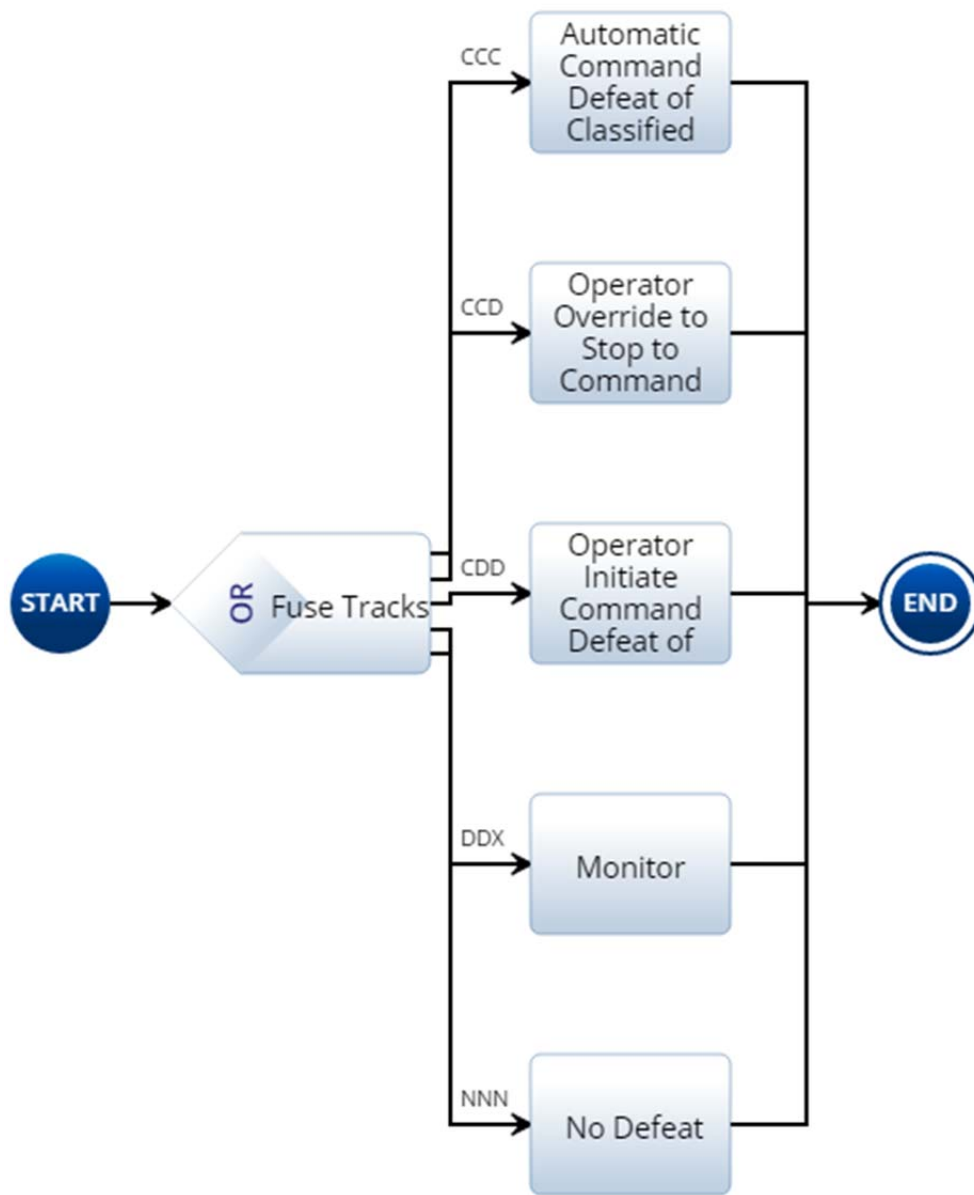 CCC
Automatic
Command
Defeat of
Classified
CCD
Operator
Override to
Stop to
Command
START
OR
Fuse Tracks
CDD
Operator
Initiate
Command
Defeat of
END
DDX
Monitor
NNN
No Defeat